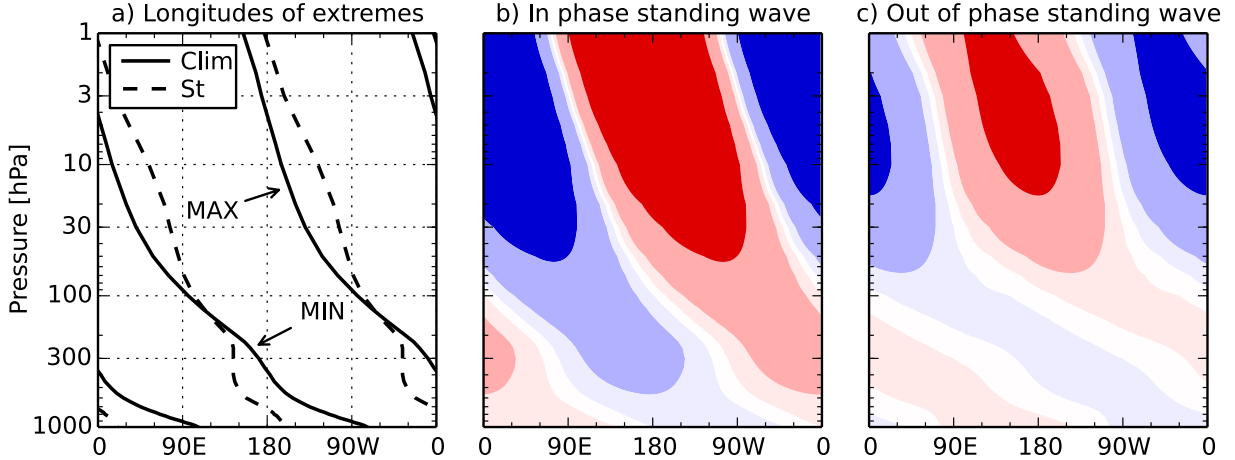 a) Longitudes of extremes
b) In phase standing wave
c) Out of phase standing wave
Clim
St
MAX
MIN
Pressure [hPa]
1
3
10
30
100
300
1000
0 90E 180 90W 0
0 90E 180 90W 0
0 90E 180 90W 0